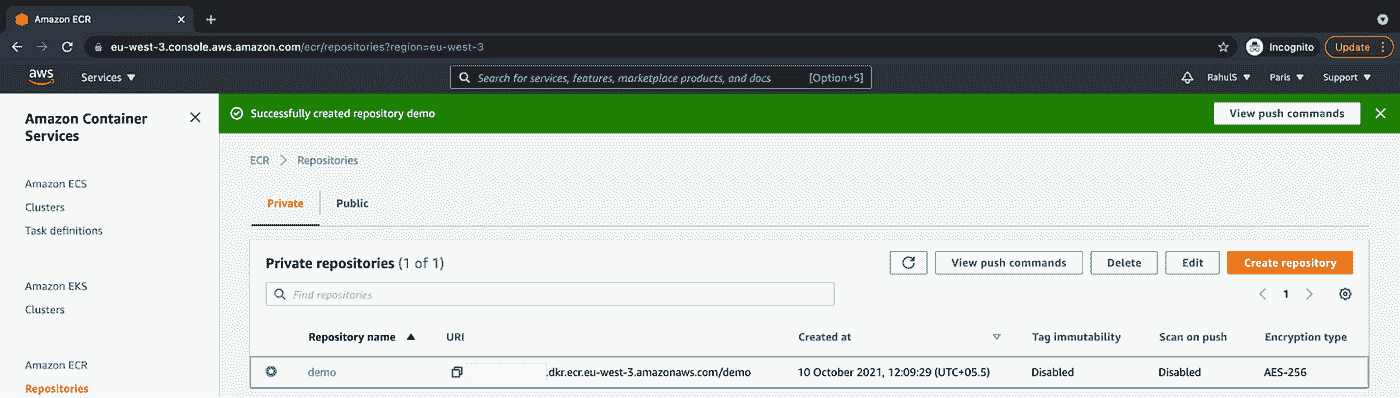 Amazon ECR
eu-west-3.console.aws.amazon.com/ecr/repositories?region=eu-west-3
Incognito
Update
aws
Services
Search for services, features, marketplace products, and docs
[Option+S]
RahulS
Paris
Support
Amazon Container
Services
Successfully created repository demo
View push commands
ECR
Repositories
Amazon ECS
Clusters
Task definitions
Amazon EKS
Clusters
Amazon ECR
Repositories
Private
Public
Private repositories (1 of 1)
View push commands
Delete
Edit
Create repository
Find repositories
1
Repository name
URI
Created at
Tag immutability
Scan on push
Encryption type
demo
.dkr.ecr.eu-west-3.amazonaws.com/demo
10 October 2021, 12:09:29 (UTC+05.5)
Disabled
Disabled
AES-256